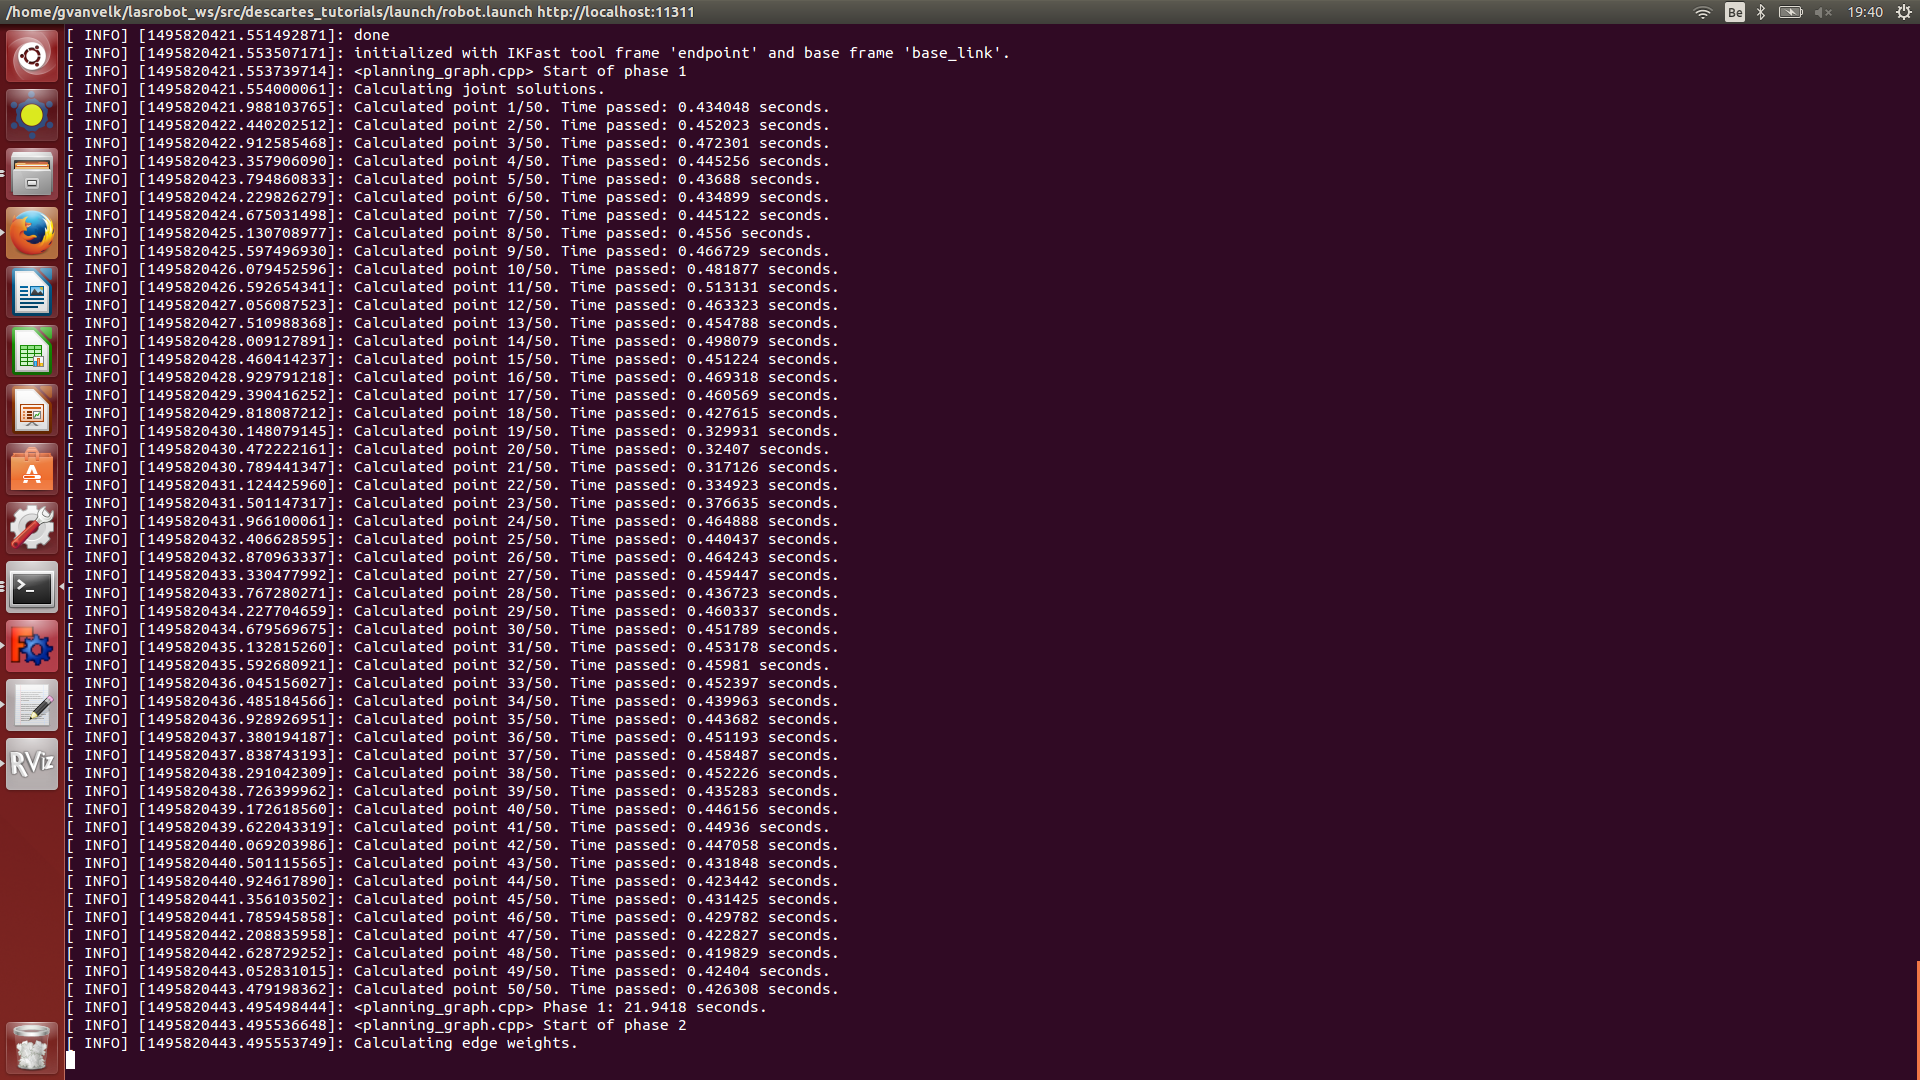 /home/gvanvelk/lasrobot_ws/src/descartes_tutorials/launch/robot.launch http://localhost:11311
Be
19:40
[ INFO] [1495820421.551492871]: done
[ INFO] [1495820421.553507171]: initialized with IKFast tool frame 'endpoint' and base frame 'base_link'.
[ INFO] [1495820421.553739714]: <planning_graph.cpp> Start of phase 1
[ INFO] [1495820421.554000061]: Calculating joint solutions.
[ INFO] [1495820421.988103765]: Calculated point 1/50. Time passed: 0.434048 seconds.
[ INFO] [1495820422.440202512]: Calculated point 2/50. Time passed: 0.452023 seconds.
[ INFO] [1495820422.912585468]: Calculated point 3/50. Time passed: 0.472301 seconds.
[ INFO] [1495820423.357906090]: Calculated point 4/50. Time passed: 0.445256 seconds.
[ INFO] [1495820423.794860833]: Calculated point 5/50. Time passed: 0.43688 seconds.
[ INFO] [1495820424.229826279]: Calculated point 6/50. Time passed: 0.434899 seconds.
[ INFO] [1495820424.675031498]: Calculated point 7/50. Time passed: 0.445122 seconds.
[ INFO] [1495820425.130708977]: Calculated point 8/50. Time passed: 0.4556 seconds.
[ INFO] [1495820425.597496930]: Calculated point 9/50. Time passed: 0.466729 seconds.
[ INFO] [1495820426.079452596]: Calculated point 10/50. Time passed: 0.481877 seconds.
[ INFO] [1495820426.592654341]: Calculated point 11/50. Time passed: 0.513131 seconds.
[ INFO] [1495820427.056087523]: Calculated point 12/50. Time passed: 0.463323 seconds.
[ INFO] [1495820427.510988368]: Calculated point 13/50. Time passed: 0.454788 seconds.
[ INFO] [1495820428.009127891]: Calculated point 14/50. Time passed: 0.498079 seconds.
[ INFO] [1495820428.460414237]: Calculated point 15/50. Time passed: 0.451224 seconds.
[ INFO] [1495820428.929791218]: Calculated point 16/50. Time passed: 0.469318 seconds.
[ INFO] [1495820429.390416252]: Calculated point 17/50. Time passed: 0.460569 seconds.
[ INFO] [1495820429.818087212]: Calculated point 18/50. Time passed: 0.427615 seconds.
[ INFO] [1495820430.148079145]: Calculated point 19/50. Time passed: 0.329931 seconds.
[ INFO] [1495820430.472222161]: Calculated point 20/50. Time passed: 0.32407 seconds.
[ INFO] [1495820430.789441347]: Calculated point 21/50. Time passed: 0.317126 seconds.
[ INFO] [1495820431.124425960]: Calculated point 22/50. Time passed: 0.334923 seconds.
[ INFO] [1495820431.501147317]: Calculated point 23/50. Time passed: 0.376635 seconds.
[ INFO] [1495820431.966100061]: Calculated point 24/50. Time passed: 0.464888 seconds.
[ INFO] [1495820432.406628595]: Calculated point 25/50. Time passed: 0.440437 seconds.
[ INFO] [1495820432.870963337]: Calculated point 26/50. Time passed: 0.464243 seconds.
[ INFO] [1495820433.330477992]: Calculated point 27/50. Time passed: 0.459447 seconds.
[ INFO] [1495820433.767280271]: Calculated point 28/50. Time passed: 0.436723 seconds.
[ INFO] [1495820434.227704659]: Calculated point 29/50. Time passed: 0.460337 seconds.
[ INFO] [1495820434.679569675]: Calculated point 30/50. Time passed: 0.451789 seconds.
[ INFO] [1495820435.132815260]: Calculated point 31/50. Time passed: 0.453178 seconds.
[ INFO] [1495820435.592680921]: Calculated point 32/50. Time passed: 0.45981 seconds.
[ INFO] [1495820436.045156027]: Calculated point 33/50. Time passed: 0.452397 seconds.
[ INFO] [1495820436.485184566]: Calculated point 34/50. Time passed: 0.439963 seconds.
[ INFO] [1495820436.928926951]: Calculated point 35/50. Time passed: 0.443682 seconds.
[ INFO] [1495820437.380194187]: Calculated point 36/50. Time passed: 0.451193 seconds.
[ INFO] [1495820437.838743193]: Calculated point 37/50. Time passed: 0.458487 seconds.
[ INFO] [1495820438.291042309]: Calculated point 38/50. Time passed: 0.452226 seconds.
[ INFO] [1495820438.726399962]: Calculated point 39/50. Time passed: 0.435283 seconds.
[ INFO] [1495820439.172618560]: Calculated point 40/50. Time passed: 0.446156 seconds.
[ INFO] [1495820439.622043319]: Calculated point 41/50. Time passed: 0.44936 seconds.
[ INFO] [1495820440.069203986]: Calculated point 42/50. Time passed: 0.447058 seconds.
[ INFO] [1495820440.501115565]: Calculated point 43/50. Time passed: 0.431848 seconds.
[ INFO] [1495820440.924617890]: Calculated point 44/50. Time passed: 0.423442 seconds.
[ INFO] [1495820441.356103502]: Calculated point 45/50. Time passed: 0.431425 seconds.
[ INFO] [1495820441.785945858]: Calculated point 46/50. Time passed: 0.429782 seconds.
[ INFO] [1495820442.208835958]: Calculated point 47/50. Time passed: 0.422827 seconds.
[ INFO] [1495820442.628729252]: Calculated point 48/50. Time passed: 0.419829 seconds.
[ INFO] [1495820443.052831015]: Calculated point 49/50. Time passed: 0.42404 seconds.
[ INFO] [1495820443.479198362]: Calculated point 50/50. Time passed: 0.426308 seconds.
[ INFO] [1495820443.495498444]: <planning_graph.cpp> Phase 1: 21.9418 seconds.
[ INFO] [1495820443.495536648]: <planning_graph.cpp> Start of phase 2
[ INFO] [1495820443.495553749]: Calculating edge weights.
RViz